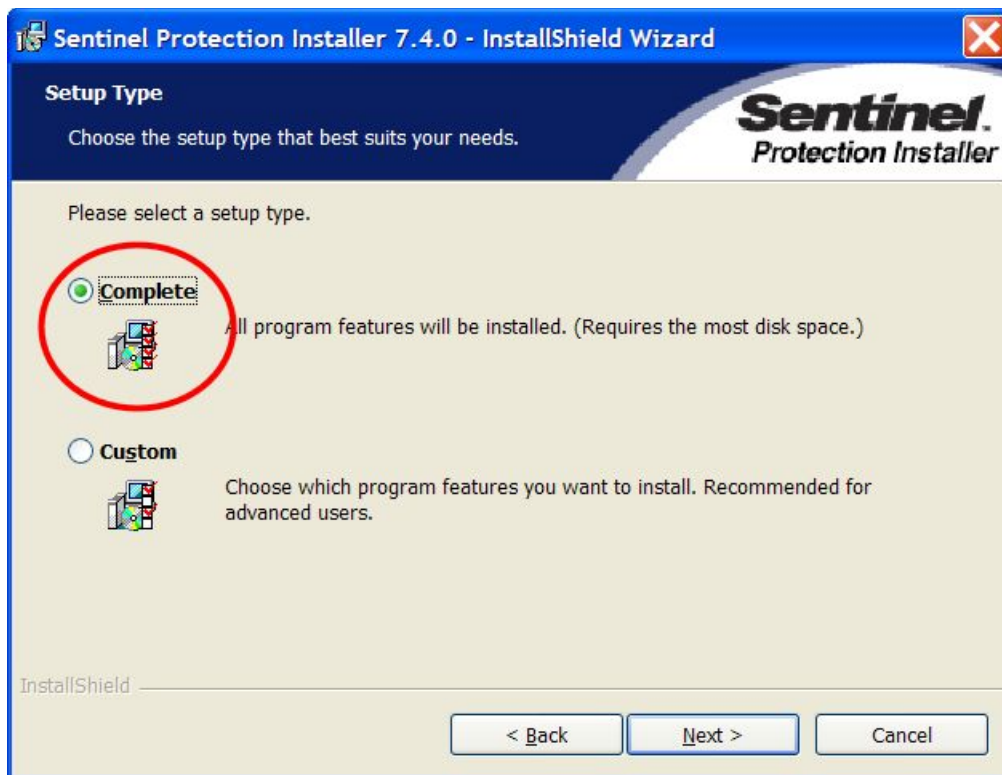 Sentinel Protection Installer 7.4.0 - InstallShield Wizard
Setup Type
Choose the setup type that best suits your needs.
Sentinel.
Protection Installer
Please select a setup type.
Complete
All program features will be installed. (Requires the most disk space.)
Custom
Choose which program features you want to install. Recommended for
advanced users.
InstallShield
< Back
Next >
Cancel